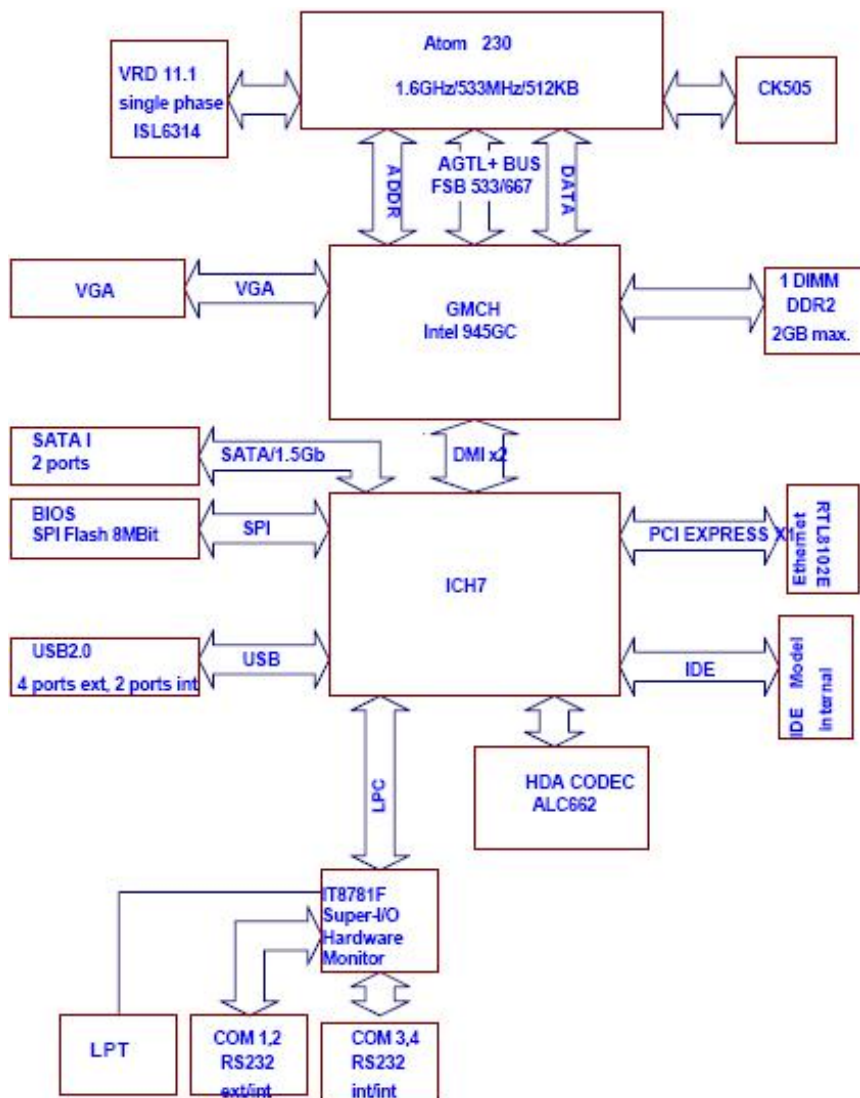 Atom 230
1.6GHz/533MHz/512KB
VRD 11.1
single phase
ISL6314
CK505
ADDR
AGTL+ BUS
FSB 533/667
DATA
VGA
VGA
GMCH
Intel 945GC
1 DIMM
DDR2
2GB max.
SATA I
2 ports
SATA/1.5Gb
DMI x2
BIOS
SPI Flash 8MBit
SPI
ICH7
PCI EXPRESS X1
Ethernet
RTL8102E
USB2.0
4 ports ext, 2 ports int
USB
IDE
IDE Model
internal
LPC
HDA CODEC
ALC662
IT8781F
Super-I/O
Hardware
Monitor
LPT
COM 1,2
RS232
ext/int
COM 3,4
RS232
int/int